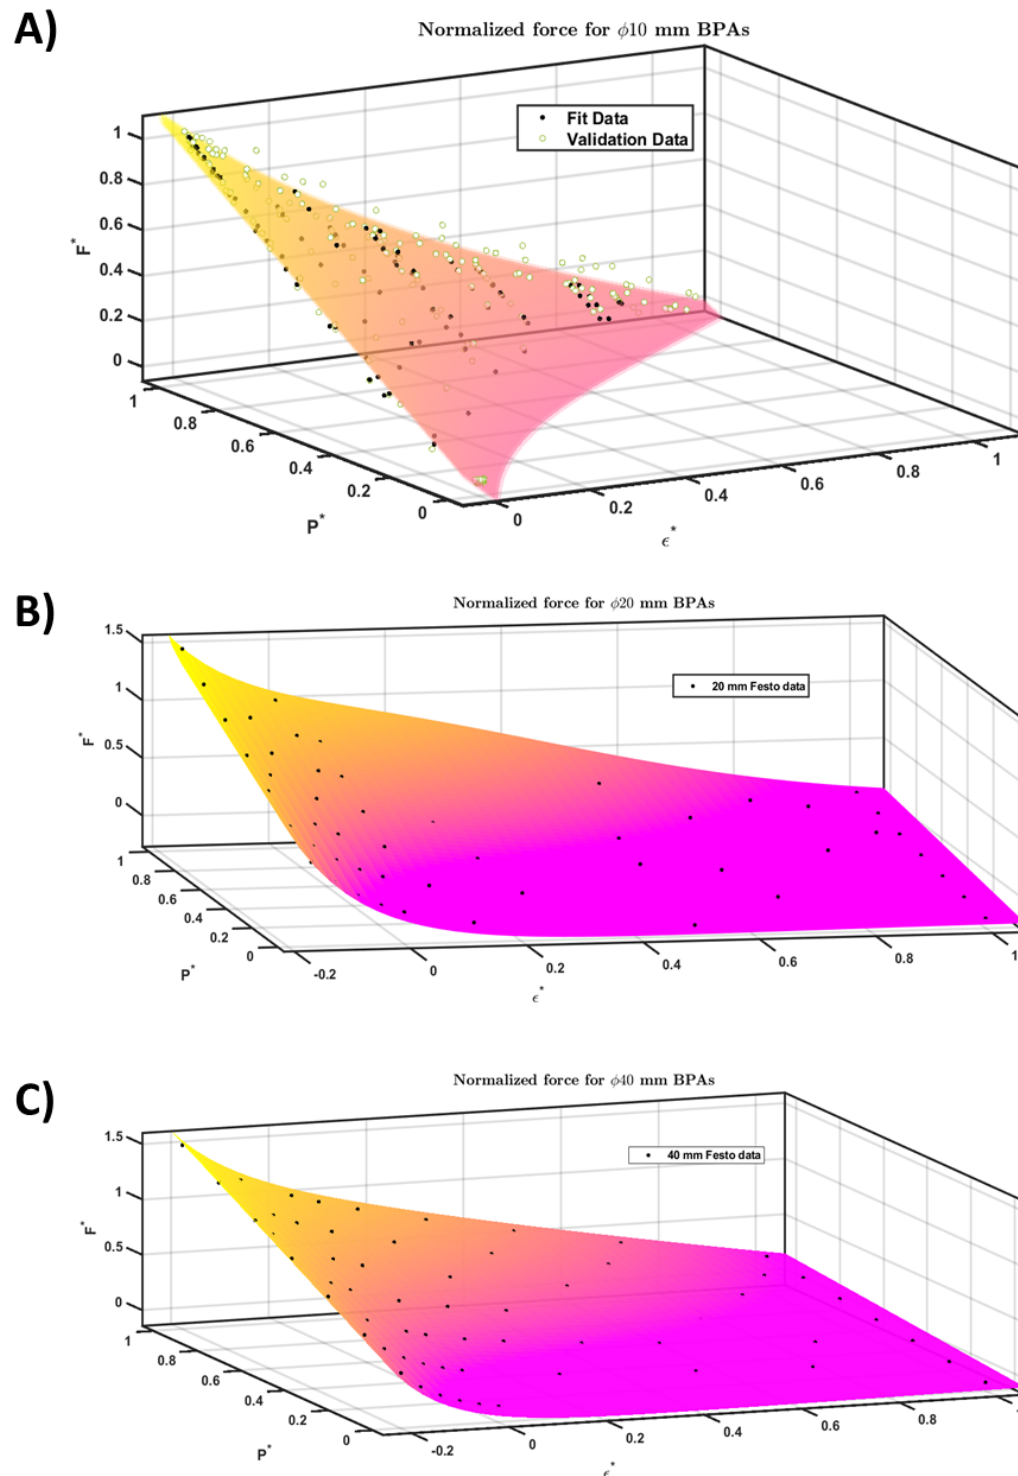 A)
Normalized force for ϕ10 mm BPAs
Fit Data
Validation Data
1
0.8
0.6
0.4
0.2
0
F*
1
0.8
0.6
0.4
0.2
0
P*
0
0.2
0.4
0.6
0.8
1
ϵ*
B)
Normalized force for ϕ20 mm BPAs
20 mm Festo data
1.5
1
0.5
0
F*
1
0.8
0.6
0.4
0.2
0
P*
-0.2
0
0.2
0.4
0.6
0.8
1
ϵ*
C)
Normalized force for ϕ40 mm BPAs
40 mm Festo data
1.5
1
0.5
0
F*
1
0.8
0.6
0.4
0.2
0
P*
-0.2
0
0.2
0.4
0.6
0.8
1
ϵ*